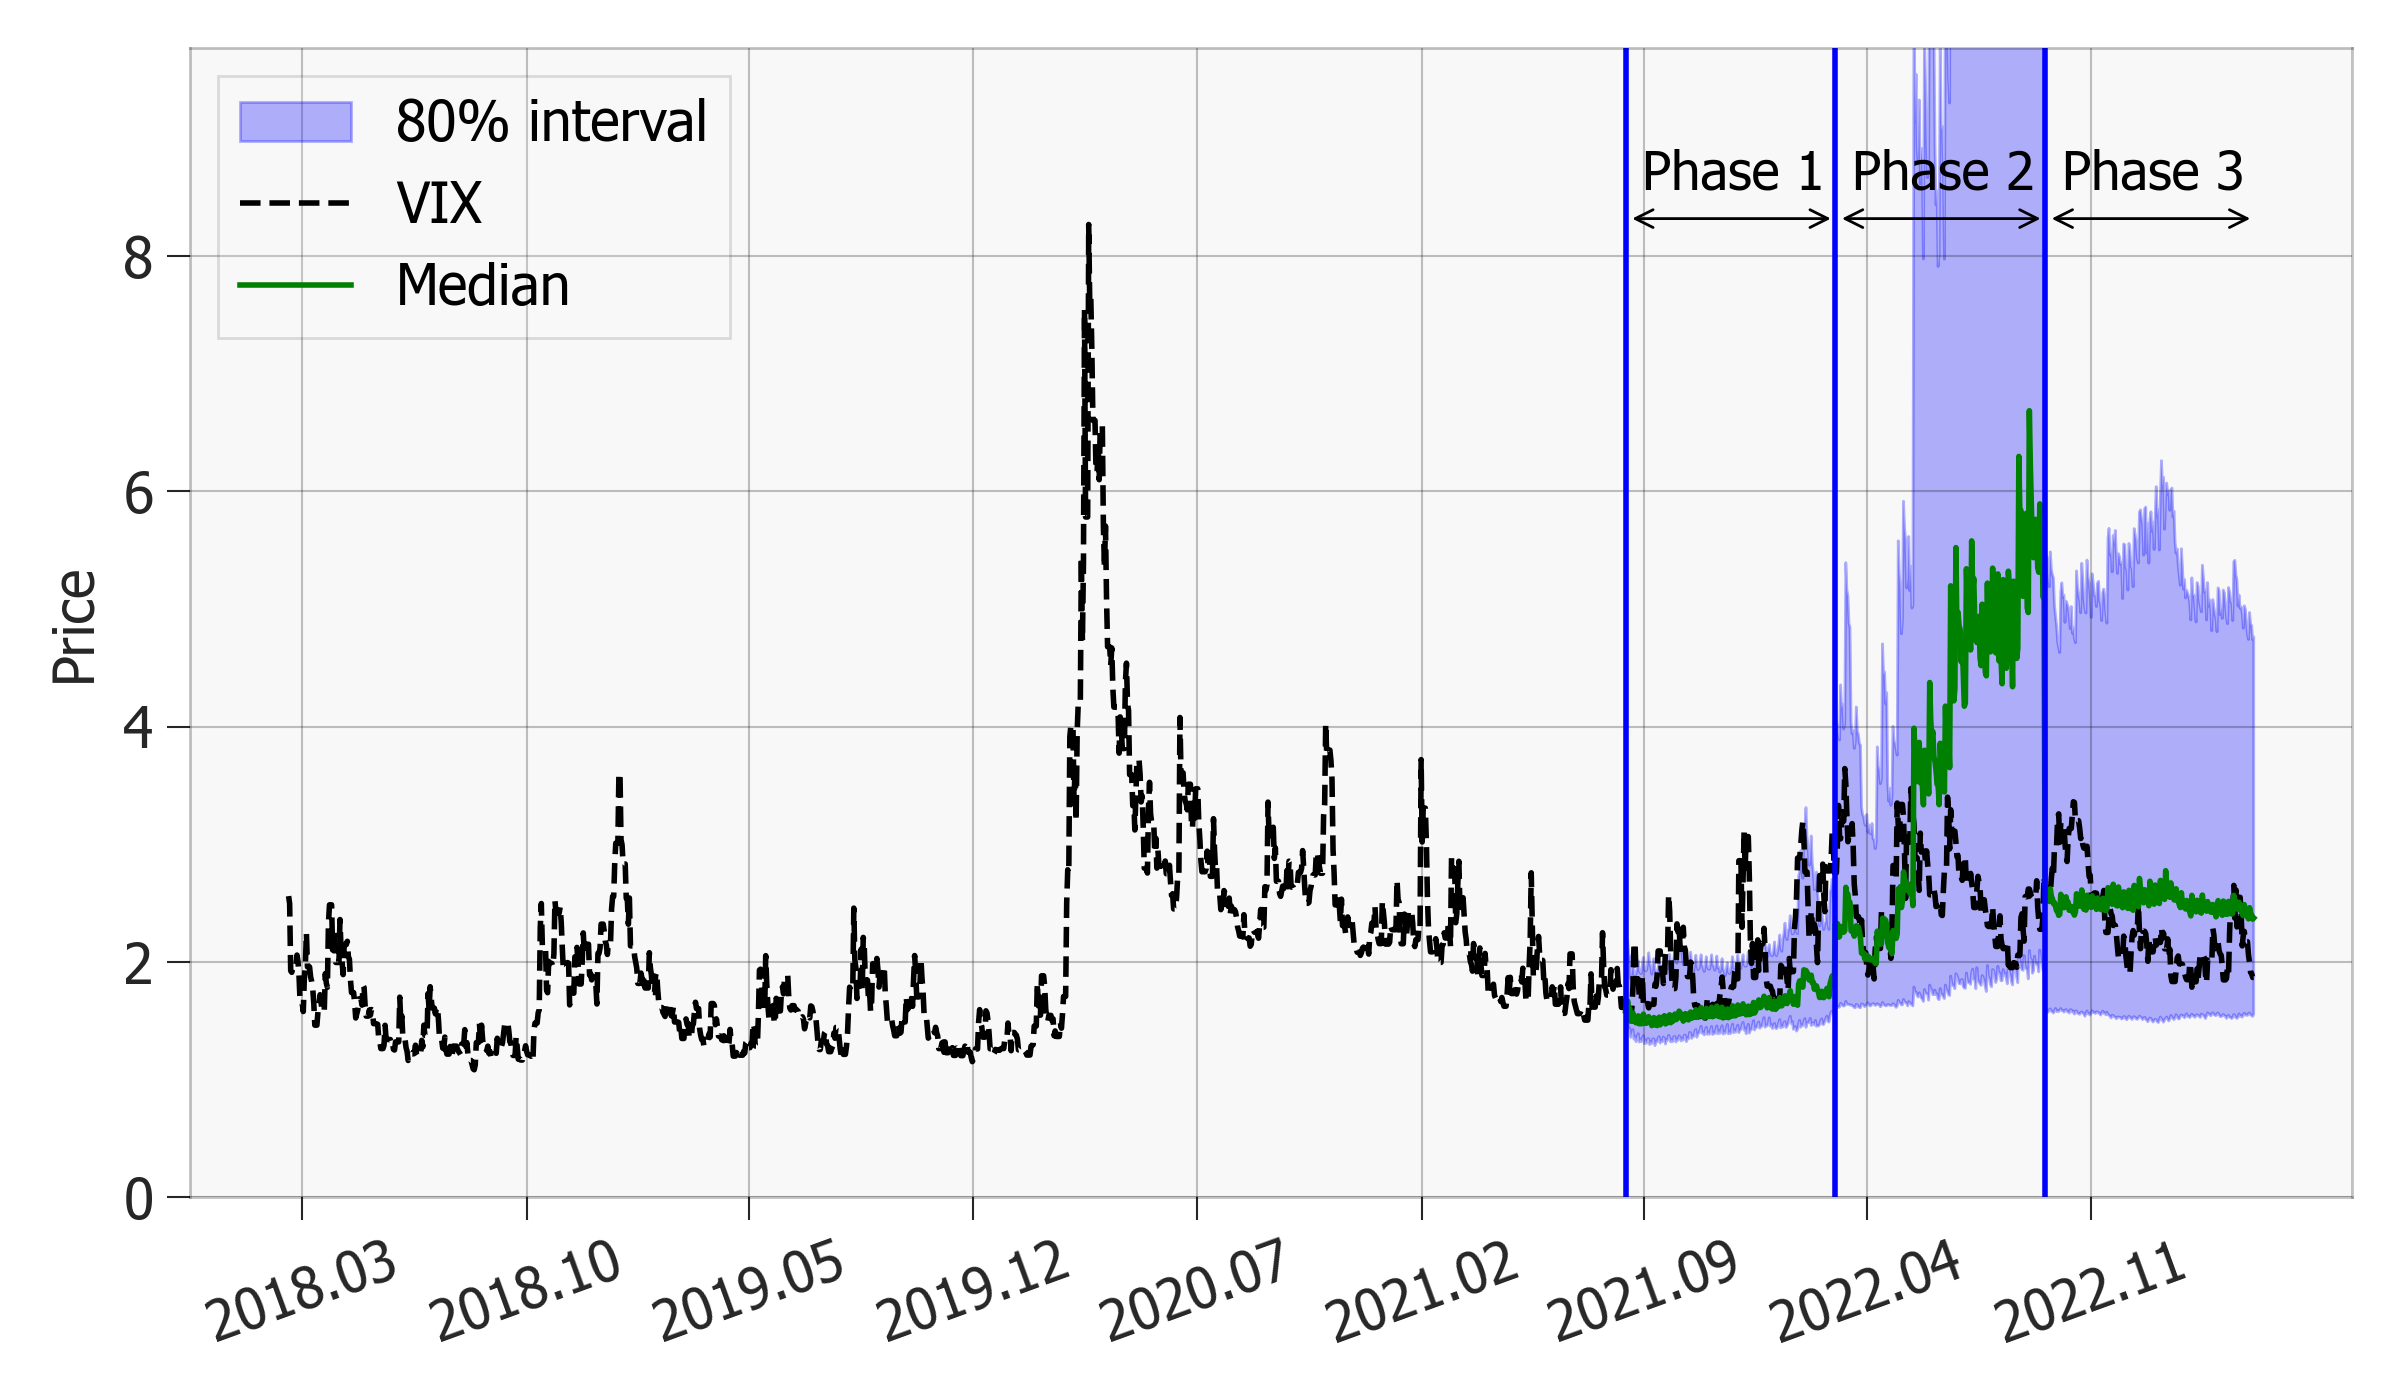 80% interval
VIX
Median
Phase 1
Phase 2
Phase 3
Price
8
6
4
2
0
2018.03
2018.10
2019.05
2019.12
2020.07
2021.02
2021.09
2022.04
2022.11